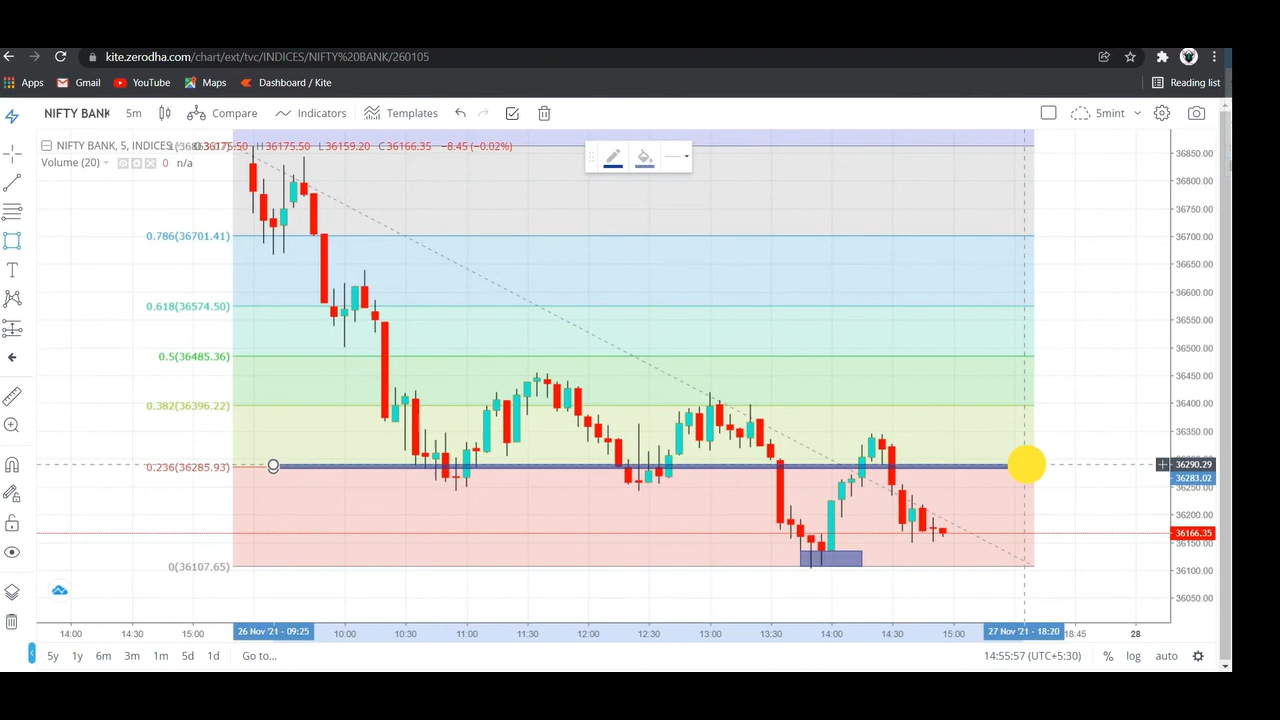 kite.zerodha.com/chart/ext/tvc/INDICES/NIFTY%20BANK/260105
Apps Gmail YouTube Maps Dashboard / Kite Reading list
NIFTY BANK 5m Compare Indicators Templates 5mint
NIFTY BANK, 5, INDICES H36175.50 L36159.20 C36166.35 −8.45 (−0.02%)
Volume (20) 0 n/a
36850.00
36800.00
0.786(36701.41) 36700.00
36650.00
0.618(36574.50) 36600.00
36550.00
36500.00
0.5(36485.36)
36450.00
0.382(36396.22) 36400.00
36350.00
0.236(36285.93) 36290.29
36283.02
36250.00
36200.00
36166.35
36150.00
0(36107.65) 36100.00
36050.00
14:00 14:30 15:00 26 Nov '21 - 09:25 10:00 10:30 11:00 11:30 12:00 12:30 13:00 13:30 14:00 14:30 15:00 27 Nov '21 - 18:20 18:45 28
5y 1y 6m 3m 1m 5d 1d Go to... 14:55:57 (UTC+5:30) % log auto